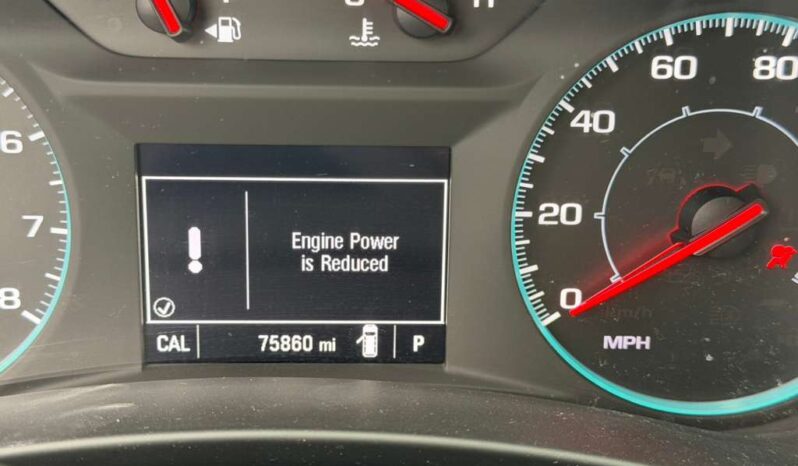 H
60
80
40
6
20
7
Engine Power
is Reduced
8
0
CAL
75860 mi
P
MPH